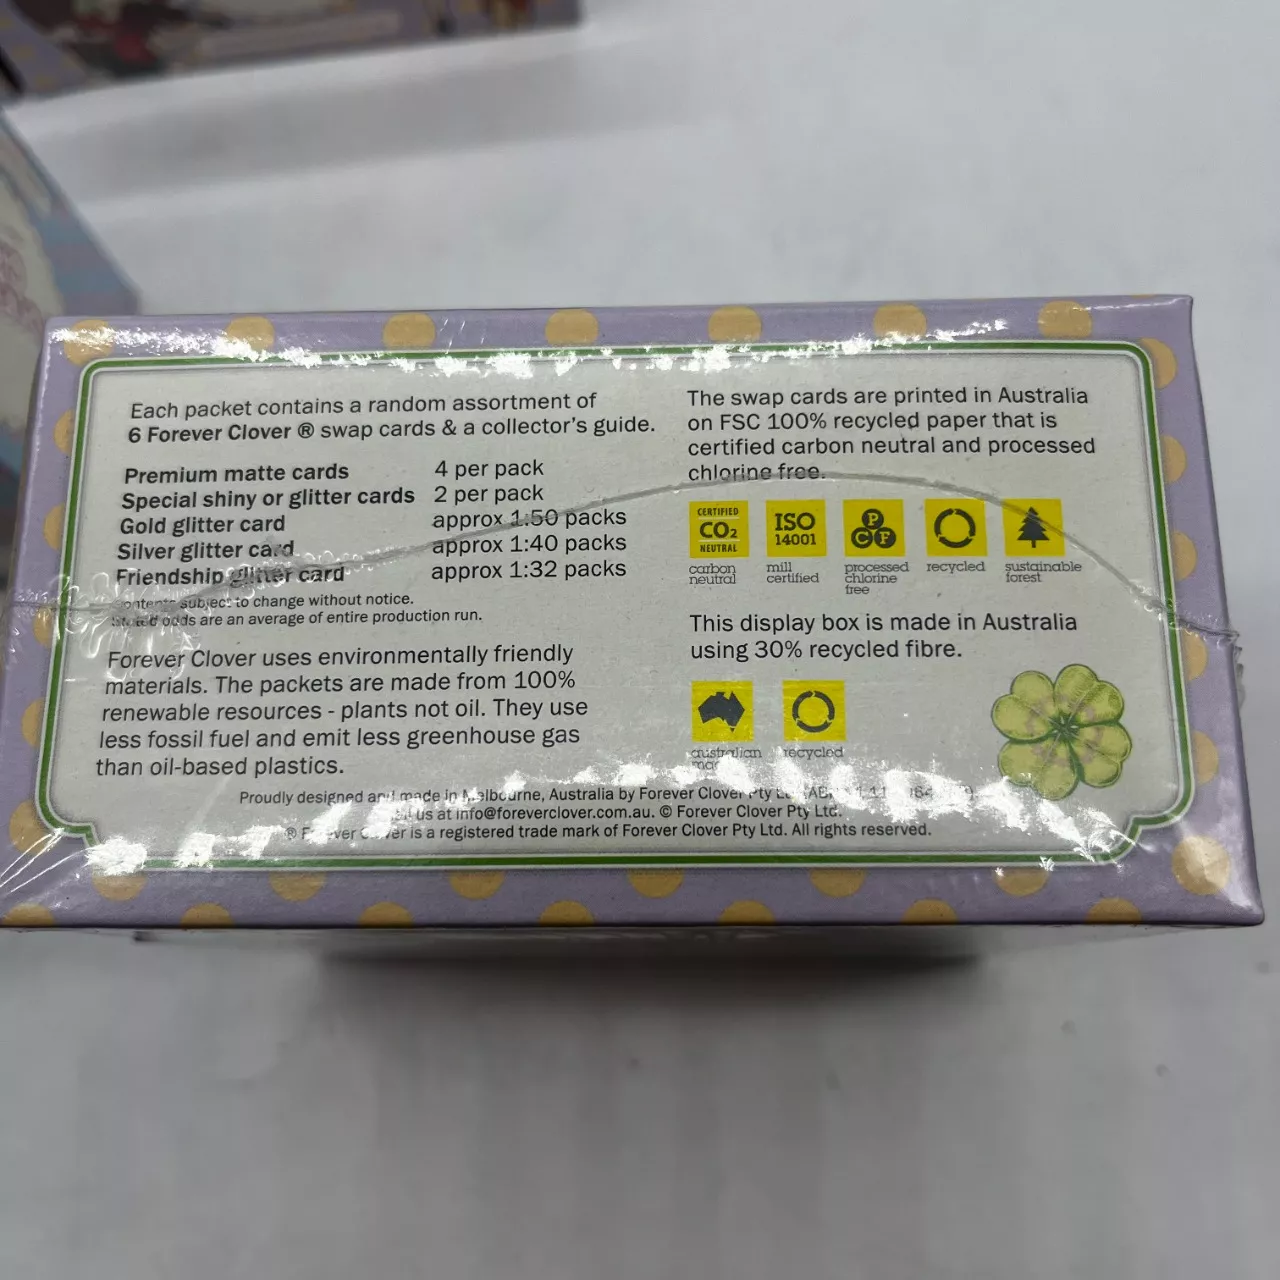 Each packet contains a random assortment of
6 Forever Clover ® swap cards & a collector's guide.
Premium matte cards 4 per pack
Special shiny or glitter cards 2 per pack
Gold glitter card approx 1:50 packs
Silver glitter card approx 1:40 packs
Friendship glitter card approx 1:32 packs
Contents subject to change without notice.
Stated odds are an average of entire production run.
Forever Clover uses environmentally friendly
materials. The packets are made from 100%
renewable resources - plants not oil. They use
less fossil fuel and emit less greenhouse gas
than oil-based plastics.
The swap cards are printed in Australia
on FSC 100% recycled paper that is
certified carbon neutral and processed
chlorine free.
CERTIFIED
CO2
NEUTRAL
carbon
neutral
ISO
14001
mill
certified
P
C F
processed
chlorine
free
recycled
sustainable
forest
This display box is made in Australia
using 30% recycled fibre.
australian
made
recycled
Proudly designed and made in Melbourne, Australia by Forever Clover Pty
us at info@foreverclover.com.au. © Forever Clover Pty Ltd.
® Forever Clover is a registered trade mark of Forever Clover Pty Ltd. All rights reserved.